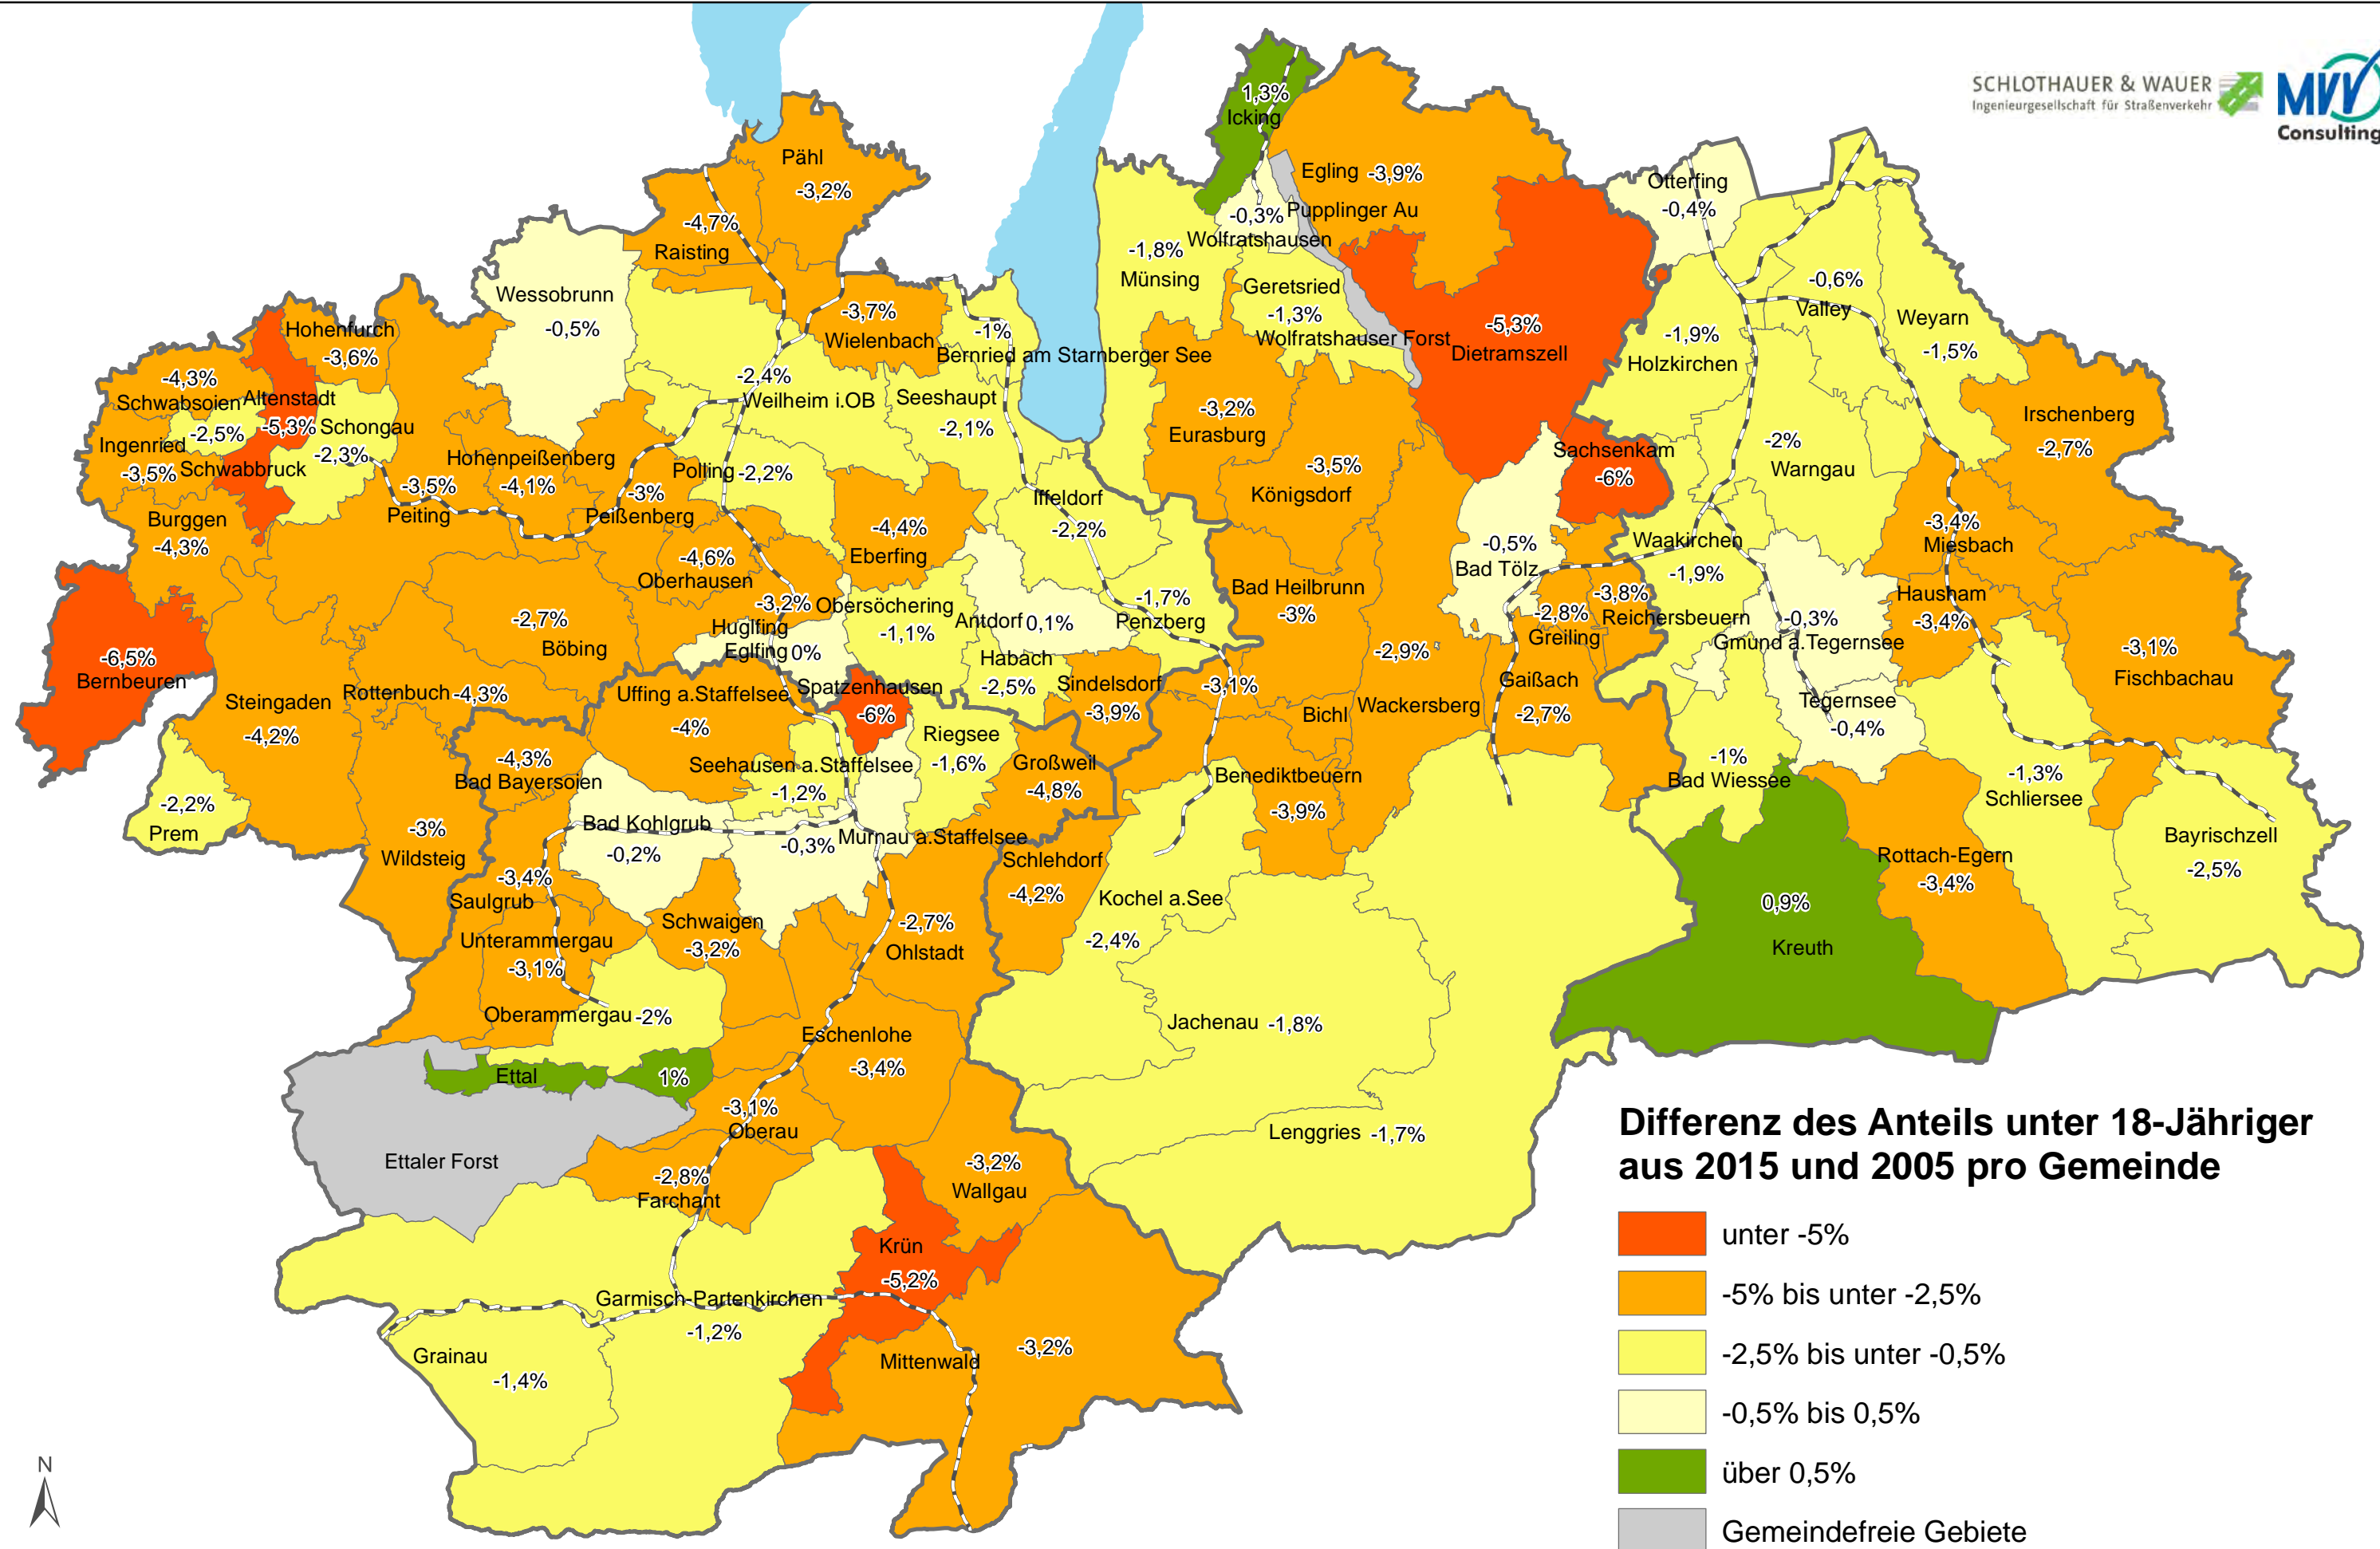 SCHLOTHAUER & WAUER
Ingenieurgesellschaft für Straßenverkehr
MVV
Consulting
1,3%
Icking
Pähl
-3,2%
Egling -3,9%
Otterfing
-0,4%
-4,7%
Raisting
-0,3%
Pupplinger Au
Wolfratshausen
-1,8%
Münsing
Wessobrunn
-0,5%
Geretsried
-1,3%
Wolfratshauser Forst
-0,6%
Valley
Weyarn
-1,5%
Hohenfurch
-3,6%
-3,7%
Wielenbach
-1%
Bernried am Starnberger See
-5,3%
Dietramszell
-1,9%
Holzkirchen
-4,3%
Schwabsoien
Altenstadt
-5,3%
-2,4%
Weilheim i.OB
Seeshaupt
-2,1%
-3,2%
Eurasburg
Irschenberg
-2,7%
Ingenried
-3,5%
-2,5%
Schwabbruck
Schongau
-2,3%
Hohenpeißenberg
-4,1%
-3,5%
Peiting
-3%
Peißenberg
Polling -2,2%
-3,5%
Königsdorf
Sachsenkam
-6%
-2%
Warngau
Burggen
-4,3%
-4,4%
Eberfing
Iffeldorf
-2,2%
-0,5%
Bad Tölz
Waakirchen
-1,9%
-3,4%
Miesbach
-4,6%
Oberhausen
Bad Heilbrunn
-3%
-2,7%
Böbing
-3,2%
Huglfing
Eglfing 0%
Obersöchering
-1,1%
Antdorf 0,1%
-1,7%
Penzberg
-2,8%
Greiling
-3,8%
Reichersbeuern
-0,3%
Gmund a.Tegernsee
Hausham
-3,4%
-6,5%
Bernbeuren
Habach
-2,5%
Sindelsdorf
-3,9%
-3,1%
Bichl
-2,9%
Wackersberg
Gaißach
-2,7%
-3,1%
Fischbachau
Steingaden
-4,2%
Rottenbuch -4,3%
Uffing a.Staffelsee
-4%
Spatzenhausen
-6%
Tegernsee
-0,4%
-4,3%
Bad Bayersoien
Seehausen a.Staffelsee
-1,2%
Riegsee
-1,6%
Großweil
-4,8%
Benediktbeuern
-3,9%
-1%
Bad Wiessee
-1,3%
Schliersee
-2,2%
Prem
-3%
Wildsteig
Bad Kohlgrub
-0,2%
-0,3%
Murnau a.Staffelsee
Schlehdorf
-4,2%
Bayrischzell
-2,5%
Rottach-Egern
-3,4%
-3,4%
Saulgrub
Kochel a.See
-2,4%
0,9%
Kreuth
Unterammergau
-3,1%
Schwaigen
-3,2%
-2,7%
Ohlstadt
Oberammergau -2%
Eschenlohe
-3,4%
Jachenau -1,8%
Ettal
1%
-3,1%
Oberau
Lenggries -1,7%
Ettaler Forst
-2,8%
Farchant
-3,2%
Wallgau
Krün
-5,2%
Garmisch-Partenkirchen
-1,2%
Grainau
-1,4%
Mittenwald
-3,2%
N
Differenz des Anteils unter 18-Jähriger
aus 2015 und 2005 pro Gemeinde
unter -5%
-5% bis unter -2,5%
-2,5% bis unter -0,5%
-0,5% bis 0,5%
über 0,5%
Gemeindefreie Gebiete